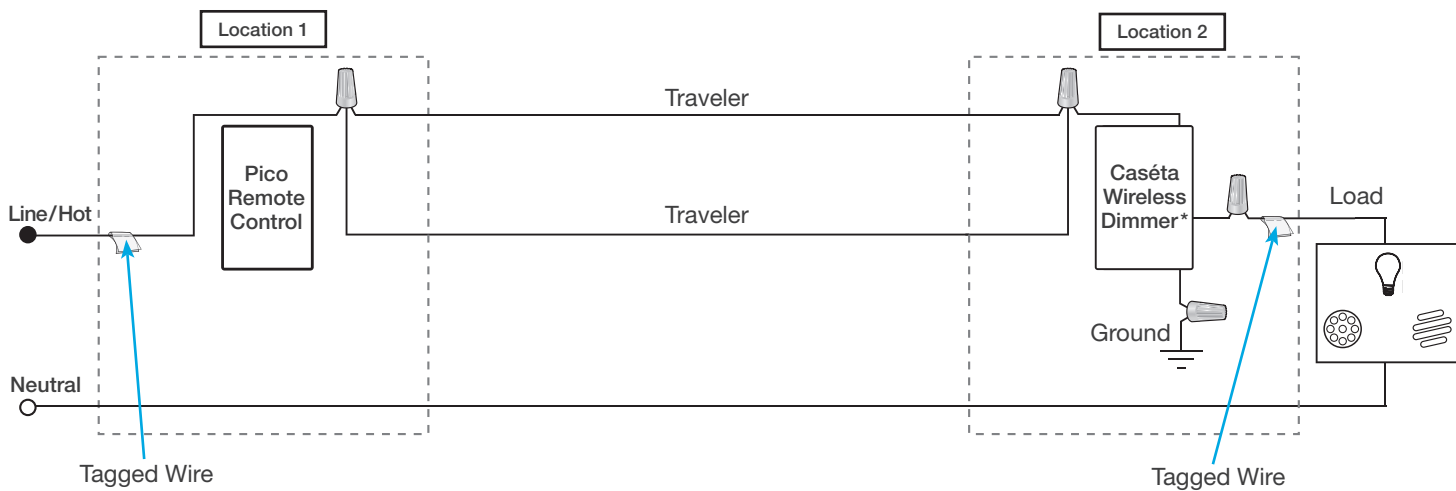 Location 1
Location 2
Traveler
Pico
Remote
Control
Caséta
Wireless
Dimmer*
Load
Line/Hot
Traveler
Ground
Neutral
Tagged Wire
Tagged Wire